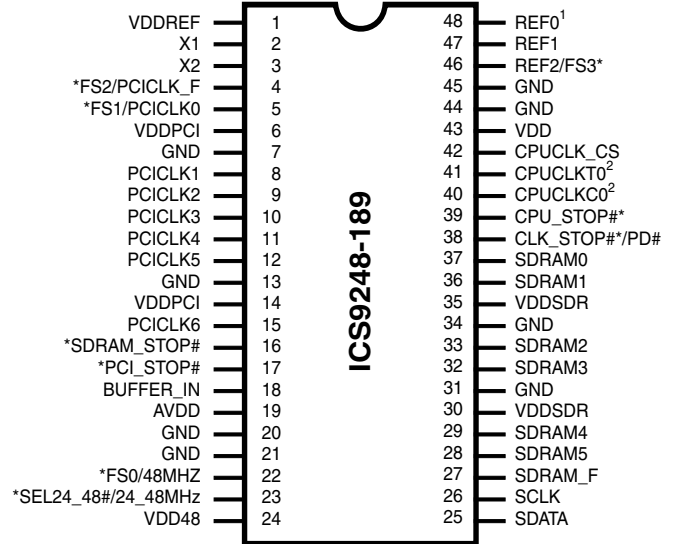 VDDREF 1 48 REF0¹
X1 2 47 REF1
X2 3 46 REF2/FS3*
*FS2/PCICLK_F 4 45 GND
*FS1/PCICLK0 5 44 GND
VDDPCI 6 43 VDD
GND 7 42 CPUCLK_CS
PCICLK1 8 41 CPUCLKT0²
PCICLK2 9 40 CPUCLKC0²
PCICLK3 10 39 CPU_STOP#*
PCICLK4 11 38 CLK_STOP#*/PD#
PCICLK5 12 37 SDRAM0
GND 13 36 SDRAM1
VDDPCI 14 35 VDDSDR
PCICLK6 15 34 GND
*SDRAM_STOP# 16 33 SDRAM2
*PCI_STOP# 17 32 SDRAM3
BUFFER_IN 18 31 GND
AVDD 19 30 VDDSDR
GND 20 29 SDRAM4
GND 21 28 SDRAM5
*FS0/48MHZ 22 27 SDRAM_F
*SEL24_48#/24_48MHz 23 26 SCLK
VDD48 24 25 SDATA
ICS9248-189